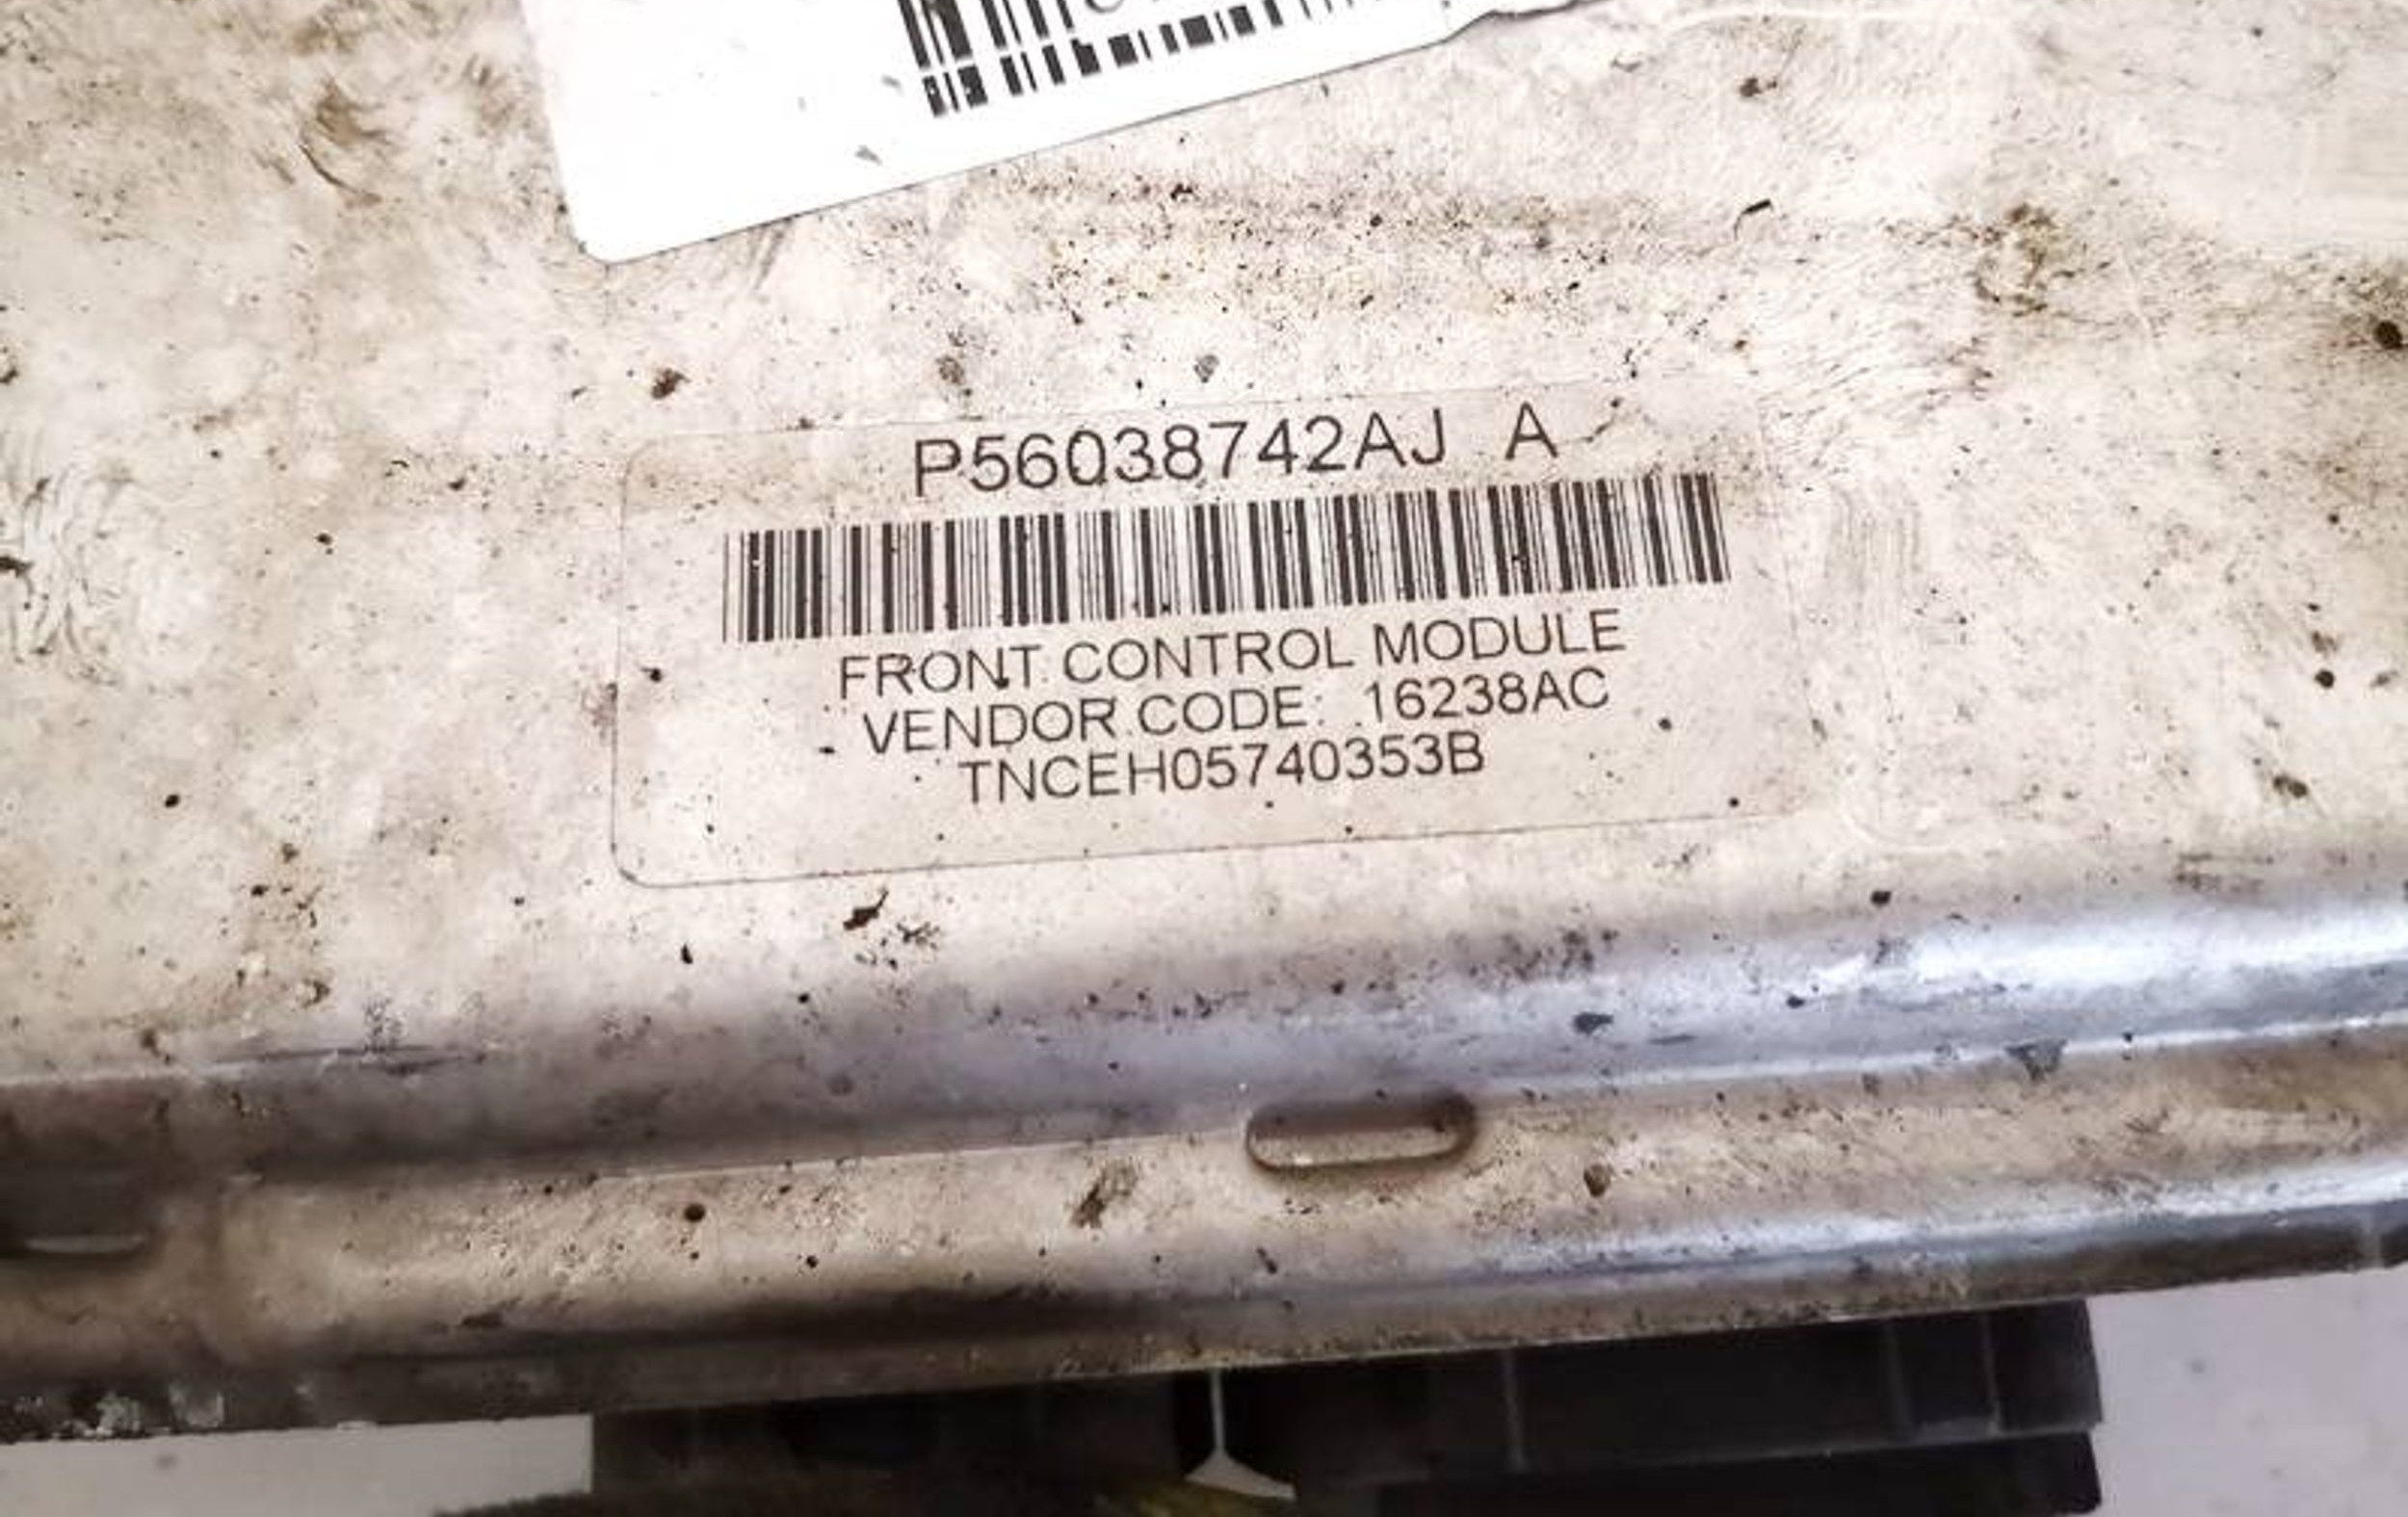 P56038742AJ A
FRONT CONTROL MODULE
VENDOR CODE: 16238AC
TNCEH05740353B